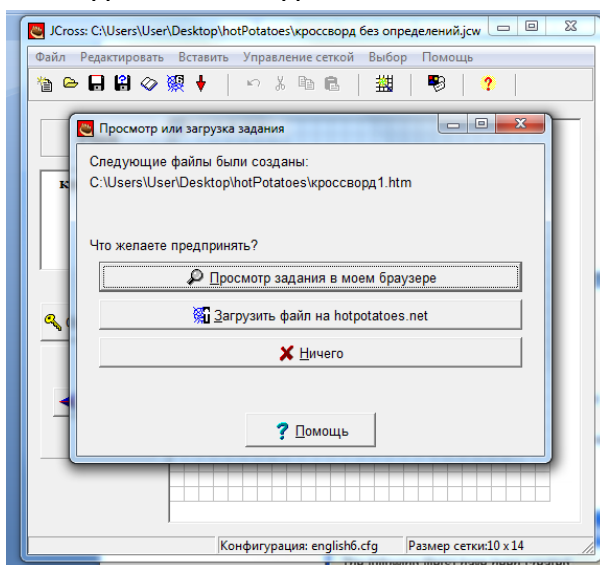 JCross: C:\Users\User\Desktop\hotPotatoes\кроссворд без определений.jcw
Файл Редактировать Вставить Управление сеткой Выбор Помощь
Просмотр или загрузка задания
Следующие файлы были созданы:
C:\Users\User\Desktop\hotPotatoes\кроссворд1.htm
Что желаете предпринять?
Просмотр задания в моем браузере
Загрузить файл на hotpotatoes.net
Ничего
Помощь
Конфигурация: english6.cfg Размер сетки:10 x 14